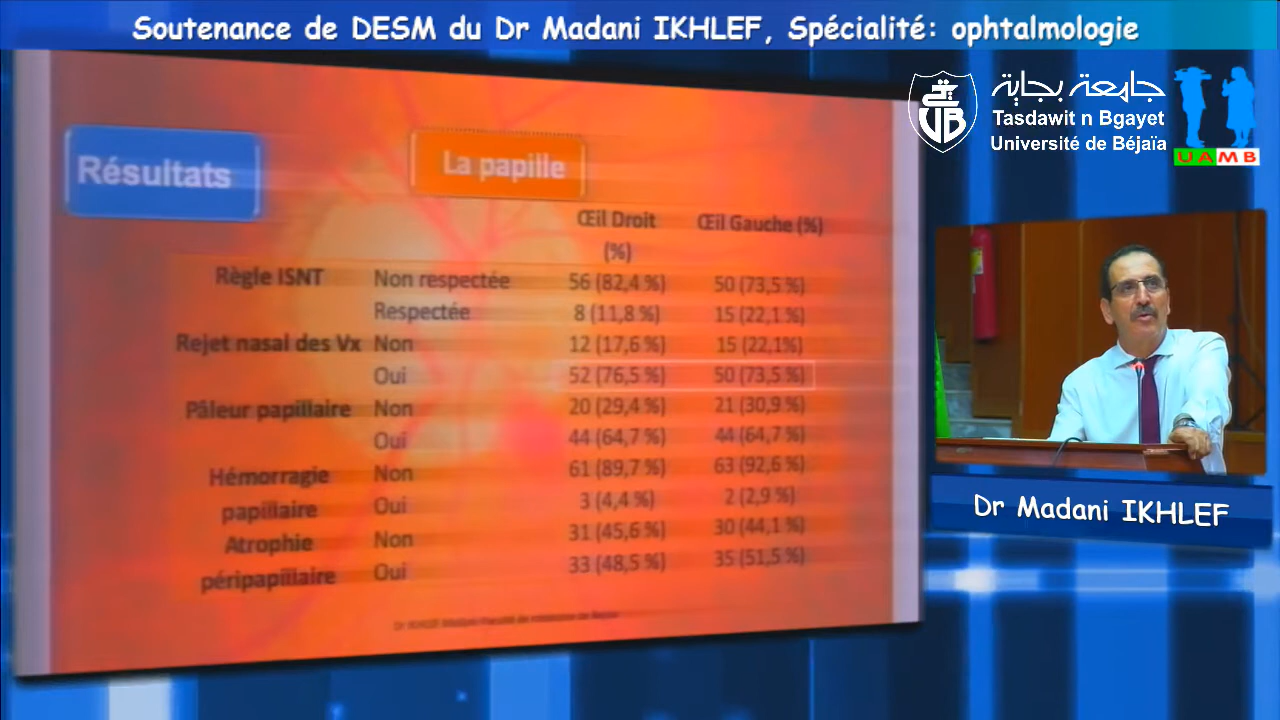 Soutenance de DESM du Dr Madani IKHLEF, Spécialité: ophtalmologie
جامعة بجاية
Tasdawit n Bgayet
Université de Béjaïa
UAMB
Résultats
La papille
Œil Droit (%) Œil Gauche (%)
Règle ISNT Non respectée 56 (82,4 %) 50 (73,5 %)
Respectée 8 (11,8 %) 15 (22,1 %)
Rejet nasal des Vx Non 12 (17,6 %) 15 (22,1%)
Oui 52 (76,5 %) 50 (73,5 %)
Pâleur papillaire Non 20 (29,4 %) 21 (30,9 %)
Oui 44 (64,7 %) 44 (64,7 %)
Hémorragie Non 61 (89,7 %) 63 (92,6 %)
papillaire Oui 3 (4,4 %) 2 (2,9 %)
Atrophie Non 31 (45,6 %) 30 (44,1 %)
péripapillaire Oui 33 (48,5 %) 35 (51,5 %)
Dr Madani IKHLEF